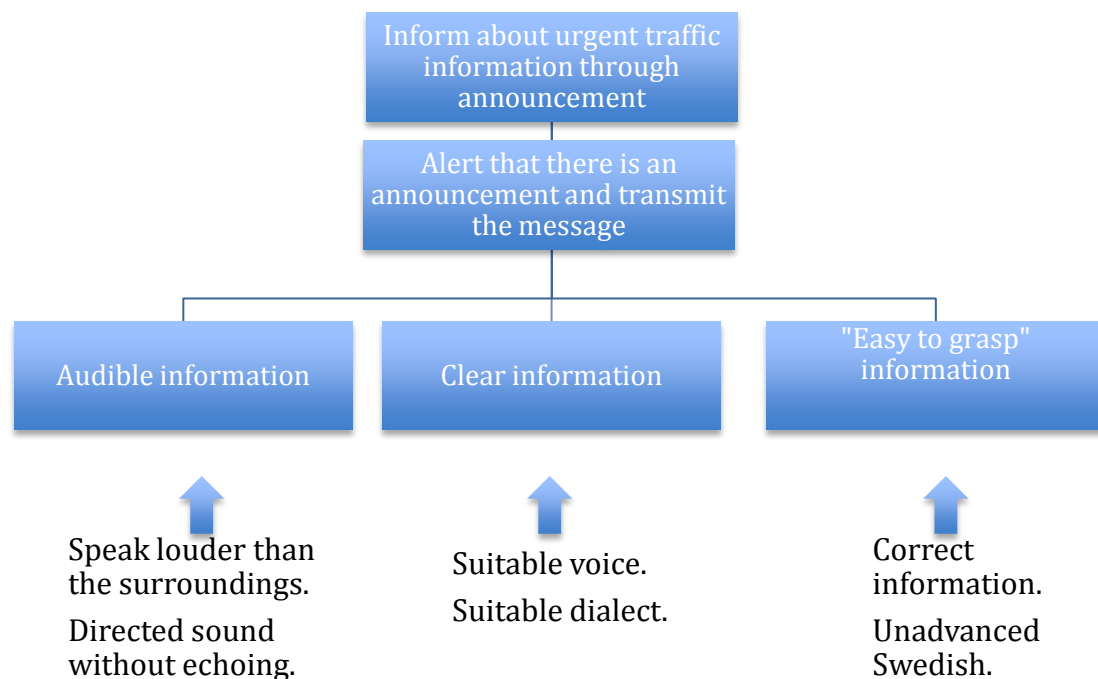 Inform about urgent traffic
information through
announcement
Alert that there is an
announcement and transmit
the message
Audible information
Clear information
"Easy to grasp"
information
Speak louder than
the surroundings.
Directed sound
without echoing.
Suitable voice.
Suitable dialect.
Correct
information.
Unadvanced
Swedish.